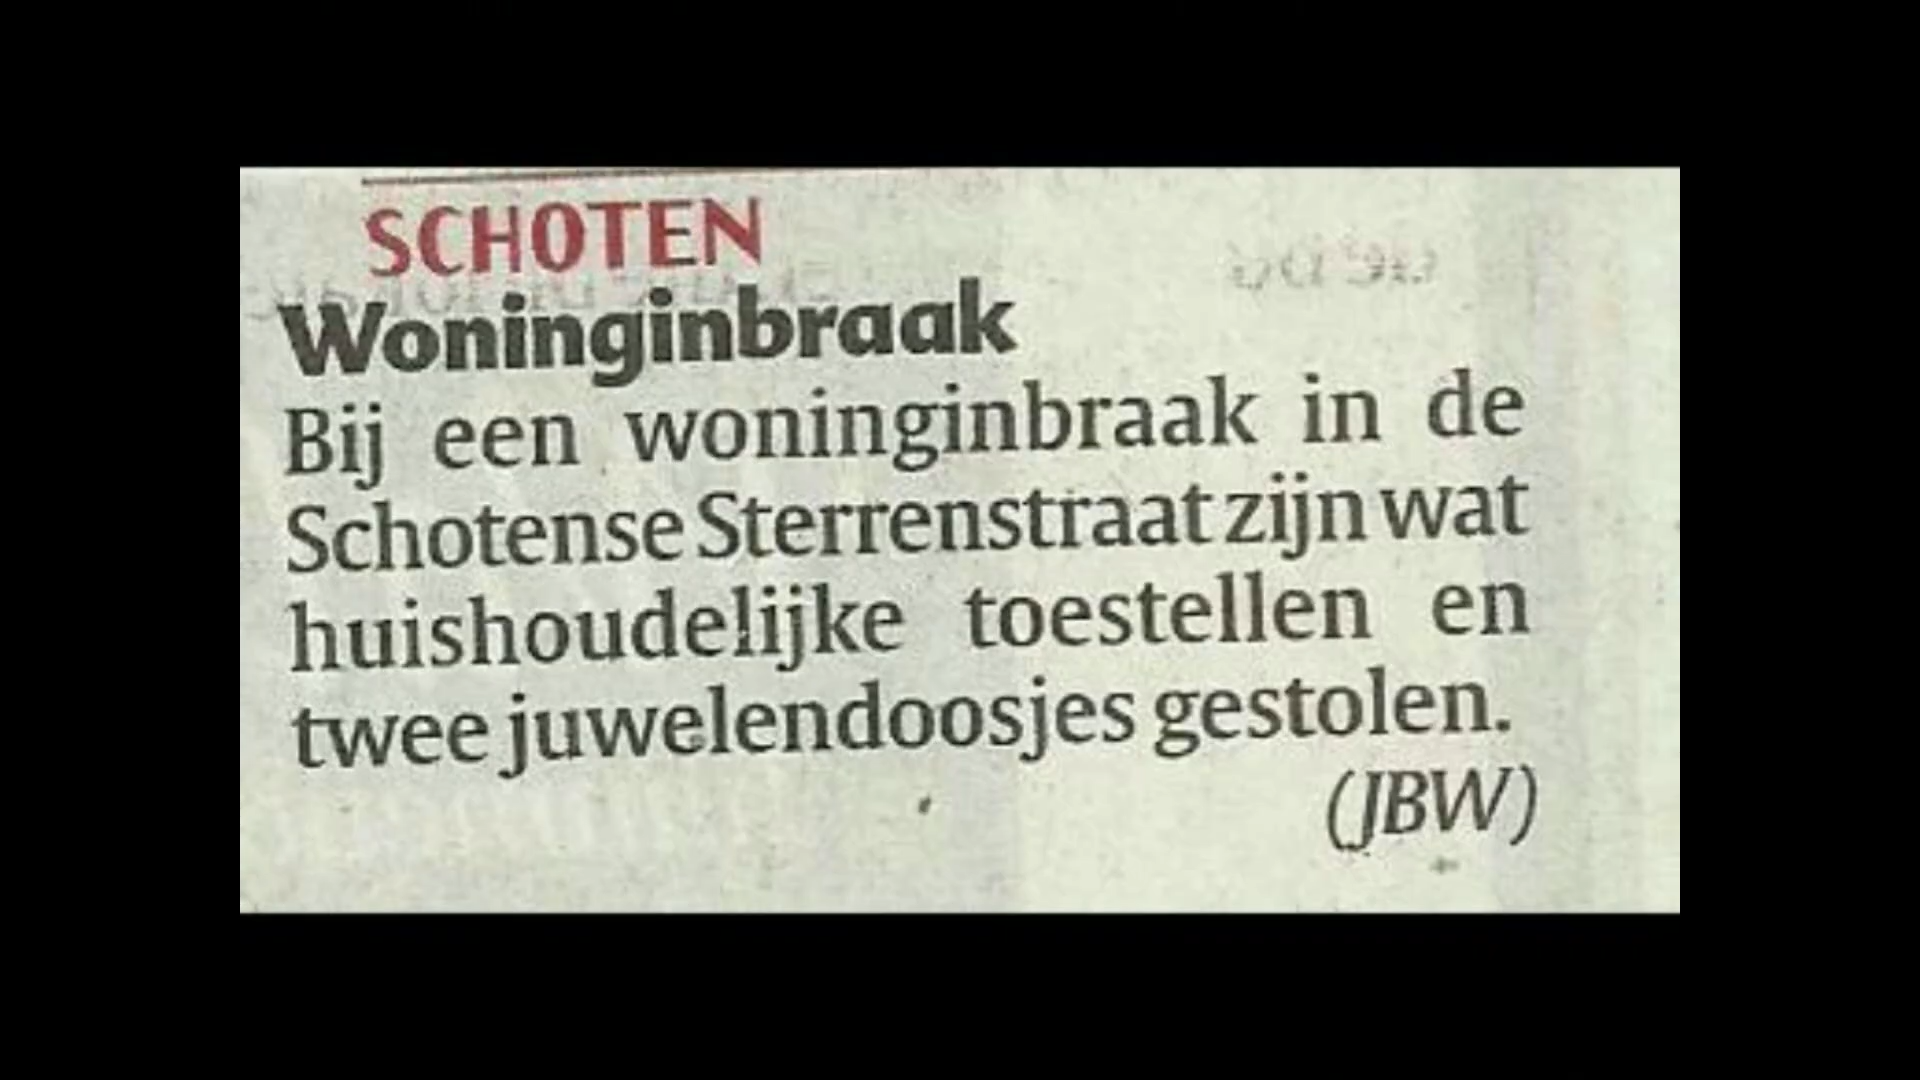 SCHOTEN
Woninginbraak
Bij een woninginbraak in de
Schotense Sterrenstraat zijn wat
huishoudelijke toestellen en
twee juwelendoosjes gestolen.
(JBW)